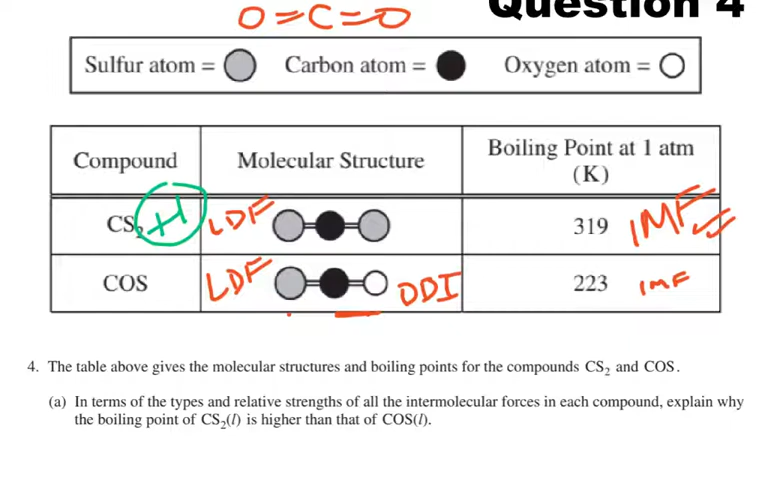 Question 4
O=C=O
Sulfur atom = Carbon atom = Oxygen atom =
Compound Molecular Structure Boiling Point at 1 atm (K)
CS₂ H LDF 319 IMF
COS LDF DDI 223 IMF
4. The table above gives the molecular structures and boiling points for the compounds CS₂ and COS.
(a) In terms of the types and relative strengths of all the intermolecular forces in each compound, explain why
the boiling point of CS₂(l) is higher than that of COS(l).